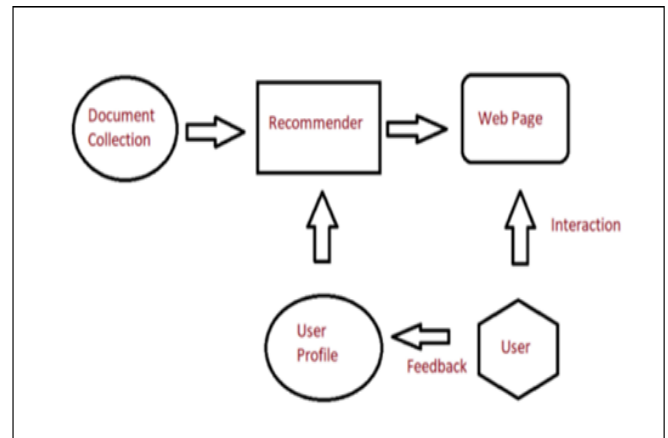 Document
Collection
Recommender
Web Page
Interaction
User
Profile
Feedback
User